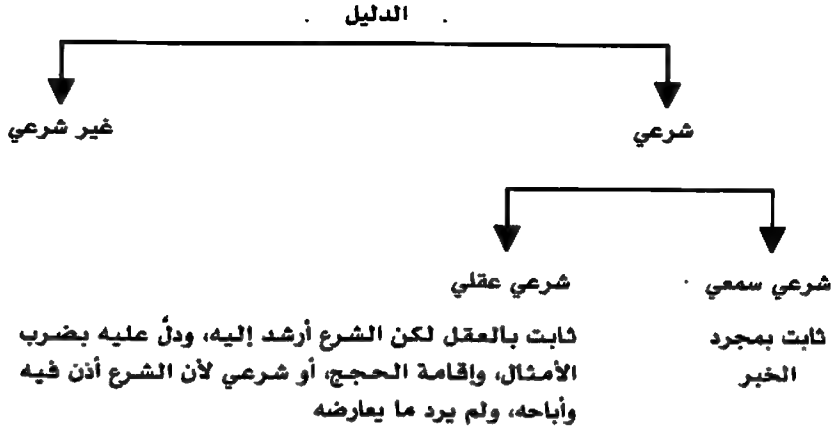 الدليل
شرعي
غير شرعي
شرعي سمعي
شرعي عقلي
ثابت بمجرد
الخبر
ثابت بالعقل لكن الشرع أرشد إليه، ودلَّ عليه بضرب
الأمثال، وإقامة الحجج، أو شرعي لأن الشرع أذن فيه
وأباحه، ولم يرد ما يعارضه